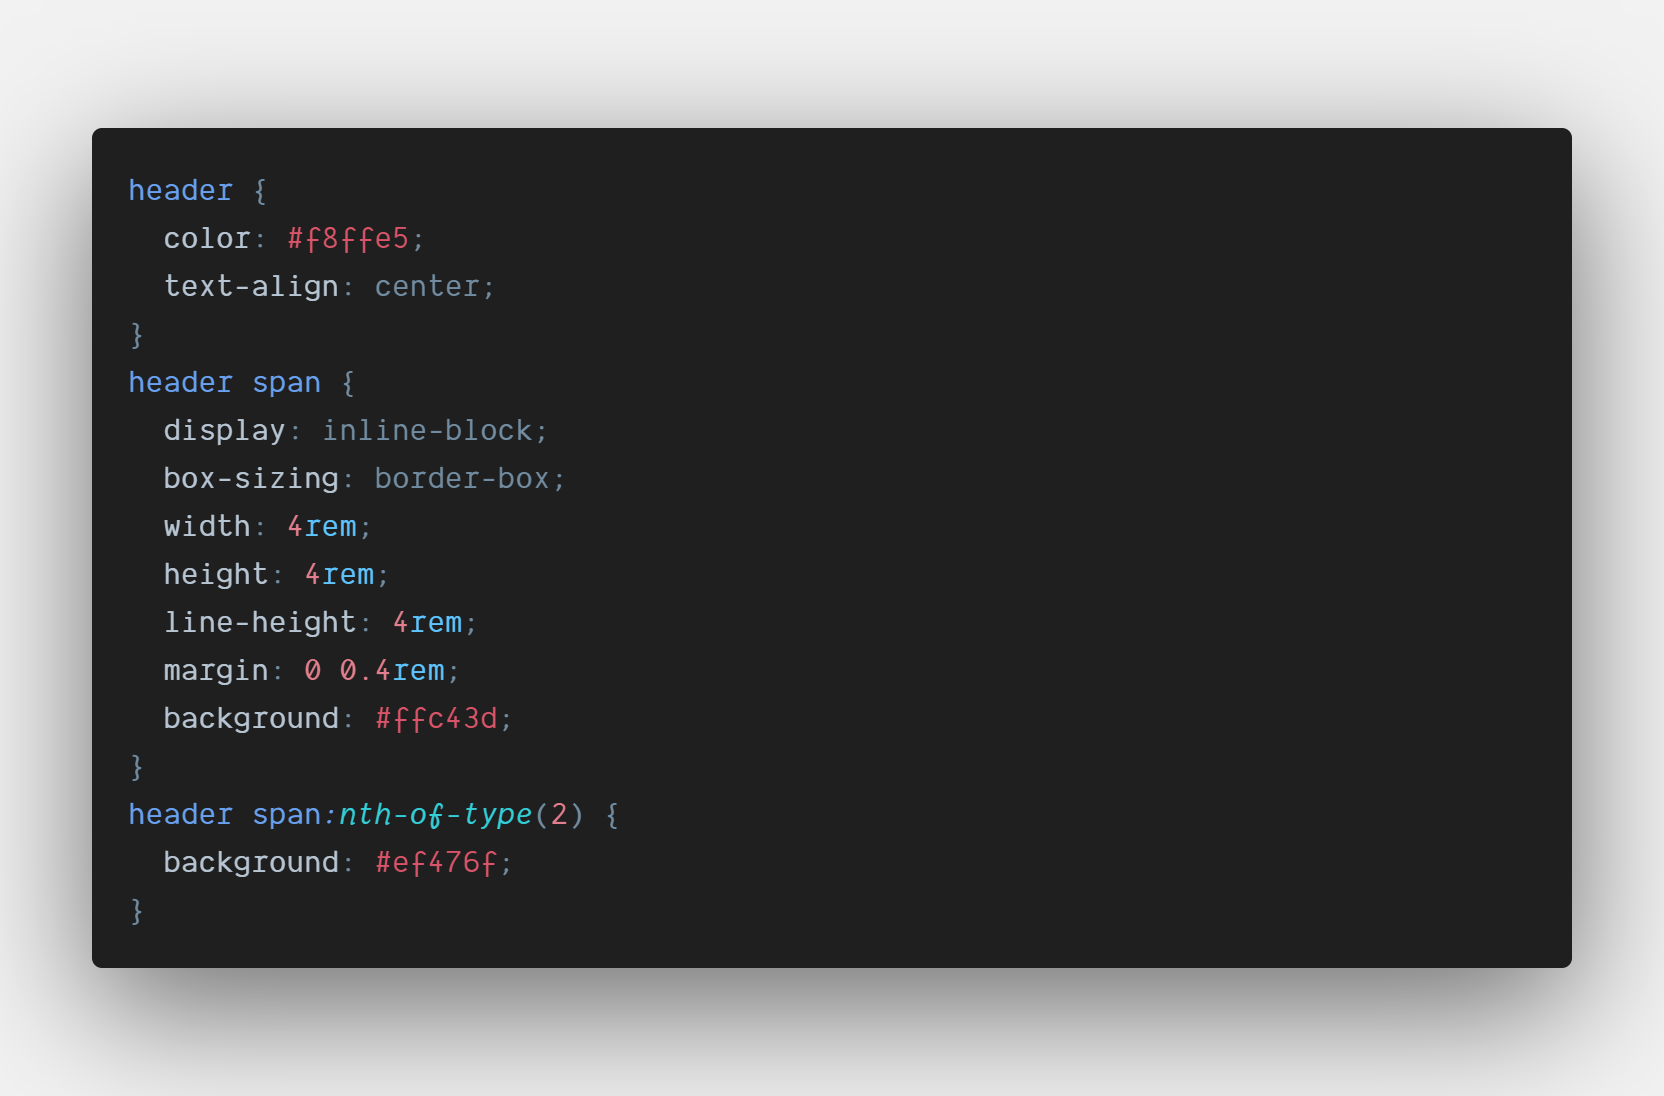 header {
  color: #f8ffe5;
  text-align: center;
}
header span {
  display: inline-block;
  box-sizing: border-box;
  width: 4rem;
  height: 4rem;
  line-height: 4rem;
  margin: 0 0.4rem;
  background: #ffc43d;
}
header span:nth-of-type(2) {
  background: #ef476f;
}